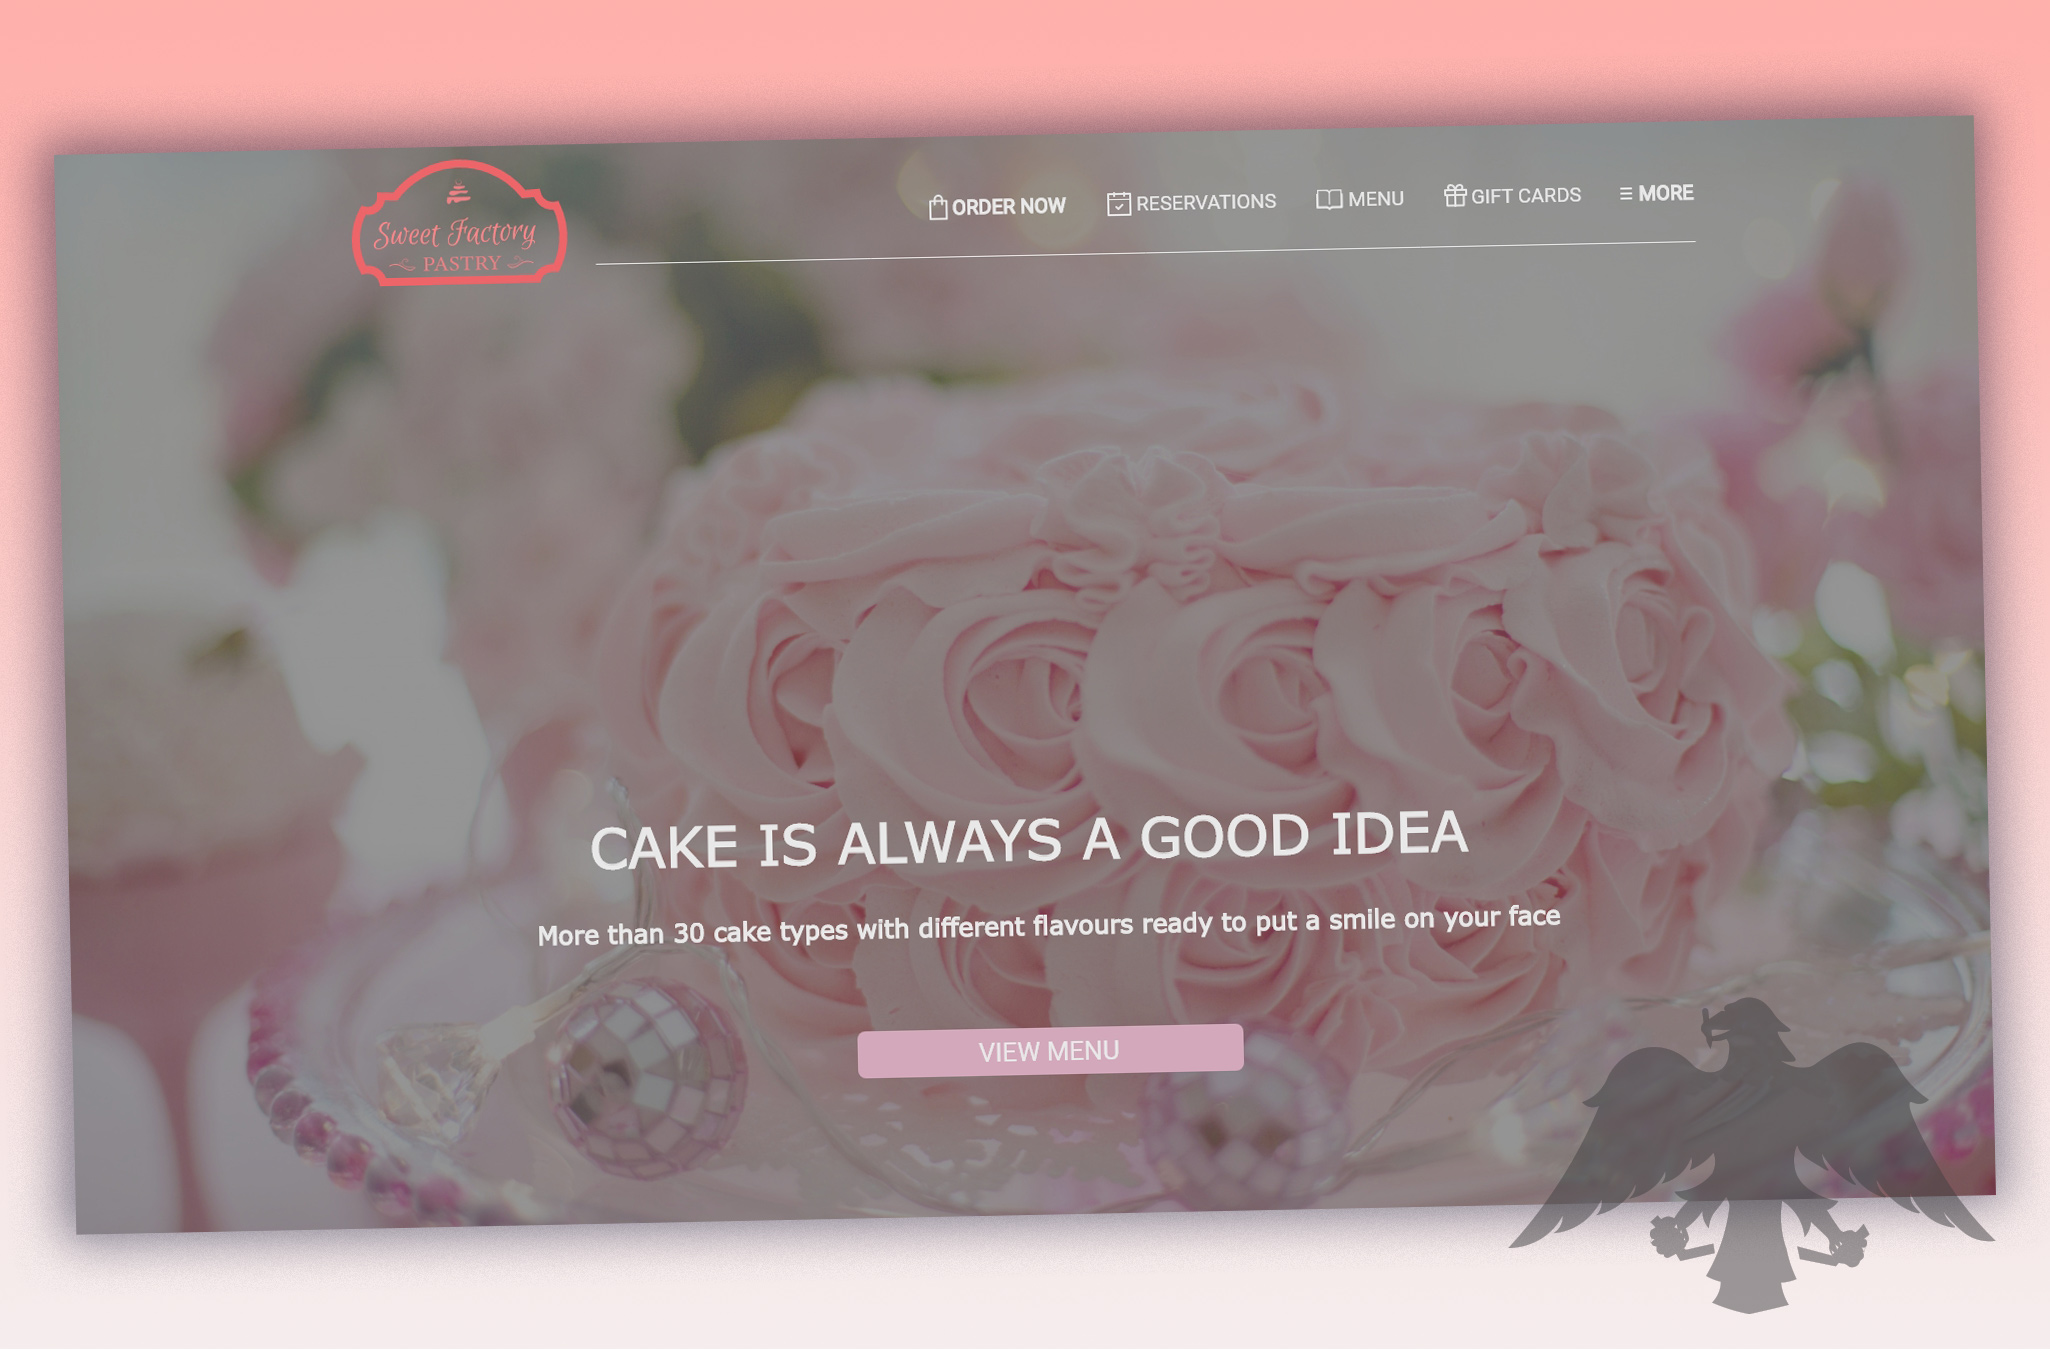 Sweet Factory
PASTRY
ORDER NOW
RESERVATIONS
MENU
GIFT CARDS
MORE
CAKE IS ALWAYS A GOOD IDEA
More than 30 cake types with different flavours ready to put a smile on your face
VIEW MENU